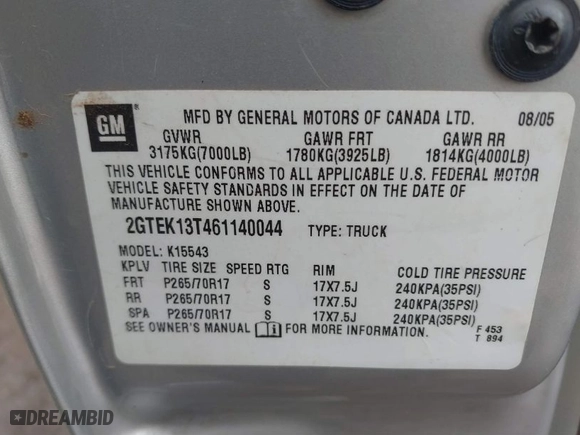 GM
MFD BY GENERAL MOTORS OF CANADA LTD. 08/05
GVWR GAWR FRT GAWR RR
3175KG(7000LB) 1780KG(3925LB) 1814KG(4000LB)
THIS VEHICLE CONFORMS TO ALL APPLICABLE U.S. FEDERAL MOTOR
VEHICLE SAFETY STANDARDS IN EFFECT ON THE DATE OF
MANUFACTURE SHOWN ABOVE.
2GTEK13T461140044 TYPE: TRUCK
MODEL: K15543
KPLV TIRE SIZE SPEED RTG RIM COLD TIRE PRESSURE
FRT P265/70R17 S 17X7.5J 240KPA(35PSI)
RR P265/70R17 S 17X7.5J 240KPA(35PSI)
SPA P265/70R17 S 17X7.5J 240KPA(35PSI)
SEE OWNER'S MANUAL FOR MORE INFORMATION. F 453
T 894
DREAMBID